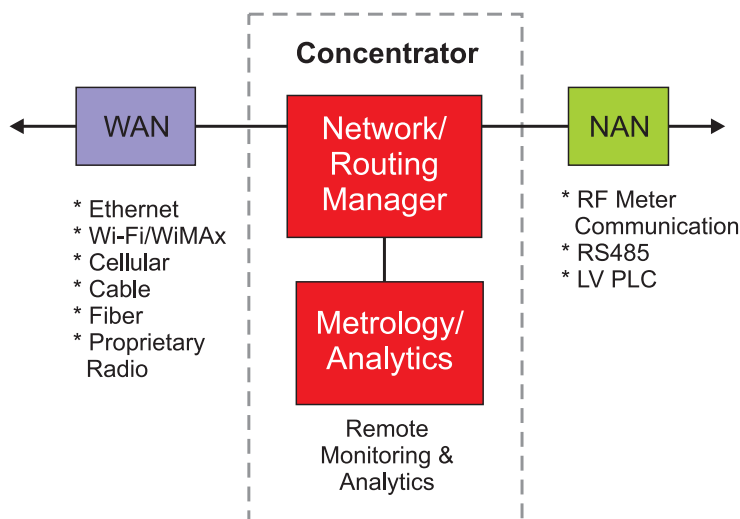 Concentrator
WAN
* Ethernet
* Wi-Fi/WiMAx
* Cellular
* Cable
* Fiber
* Proprietary
Radio
Network/
Routing
Manager
Metrology/
Analytics
Remote
Monitoring &
Analytics
NAN
* RF Meter
Communication
* RS485
* LV PLC